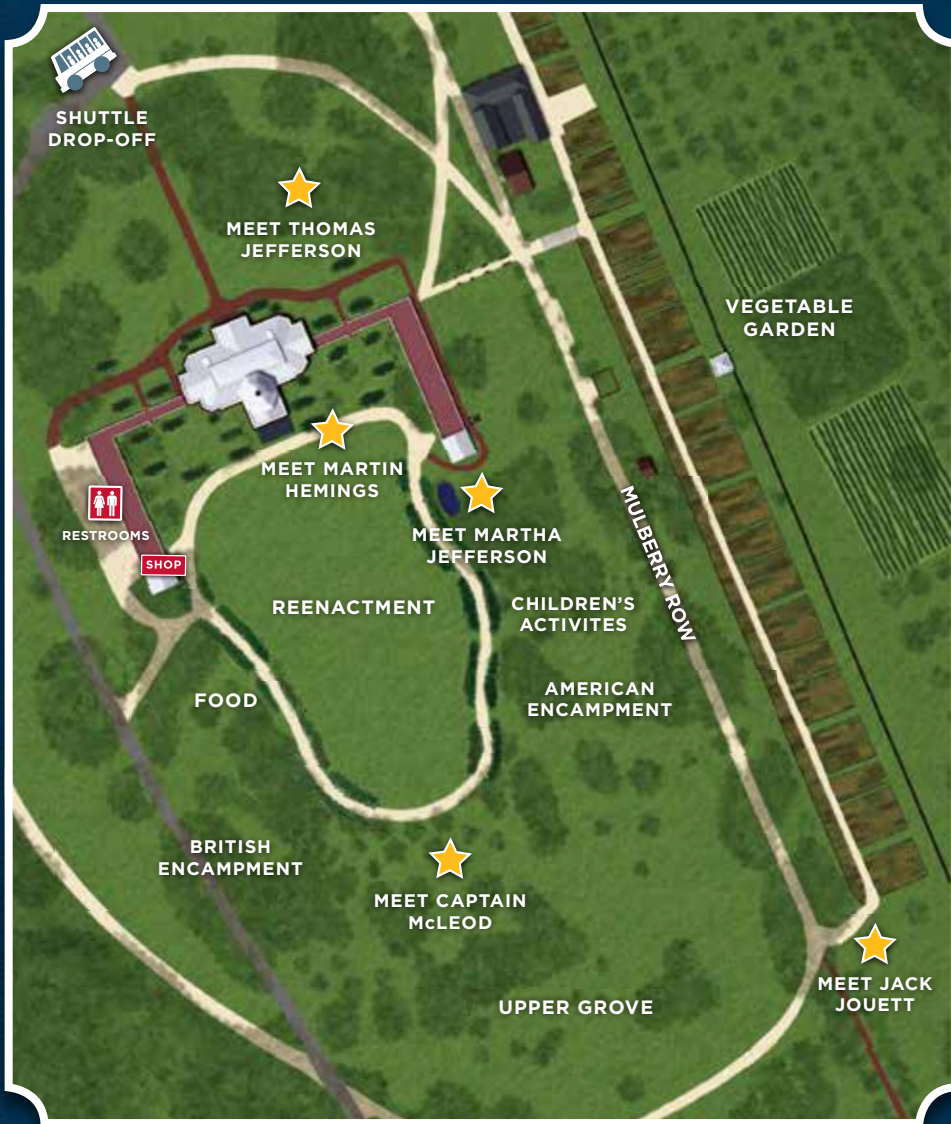 SHUTTLE
DROP-OFF
MEET THOMAS
JEFFERSON
VEGETABLE
GARDEN
MEET MARTIN
HEMINGS
RESTROOMS
SHOP
MEET MARTHA
JEFFERSON
MULBERRY ROW
REENACTMENT
CHILDREN'S
ACTIVITES
FOOD
AMERICAN
ENCAMPMENT
BRITISH
ENCAMPMENT
MEET CAPTAIN
McLEOD
MEET JACK
JOUETT
UPPER GROVE